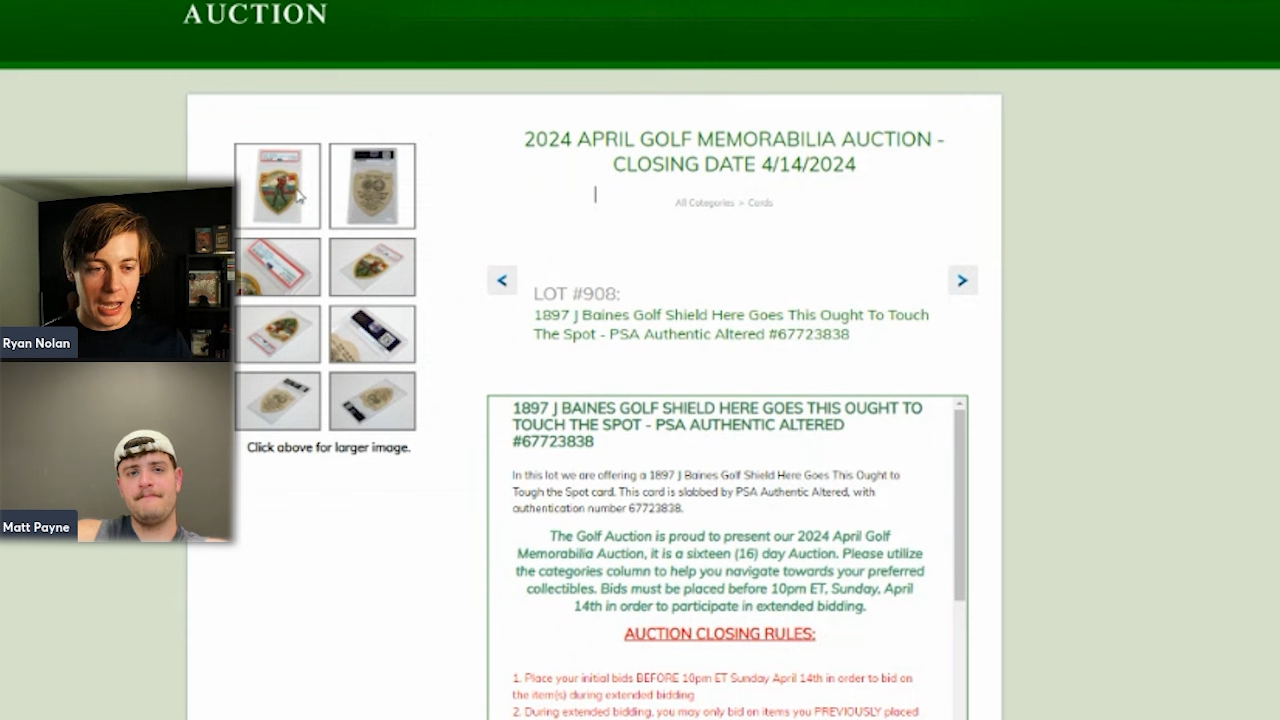 AUCTION
2024 APRIL GOLF MEMORABILIA AUCTION -
CLOSING DATE 4/14/2024
All Categories > Cards
LOT #908:
1897 J Baines Golf Shield Here Goes This Ought To Touch
The Spot - PSA Authentic Altered #67723838
Click above for larger image.
1897 J BAINES GOLF SHIELD HERE GOES THIS OUGHT TO
TOUCH THE SPOT - PSA AUTHENTIC ALTERED
#67723838
In this lot we are offering a 1897 J Baines Golf Shield Here Goes This Ought to
Tough the Spot card. This card is slabbed by PSA Authentic Altered, with
authentication number 67723838.
The Golf Auction is proud to present our 2024 April Golf
Memorabilia Auction, it is a sixteen (16) day Auction. Please utilize
the categories column to help you navigate towards your preferred
collectibles. Bids must be placed before 10pm ET, Sunday, April
14th in order to participate in extended bidding.
AUCTION CLOSING RULES:
1. Place your initial bids BEFORE 10pm ET Sunday April 14th in order to bid on
the item(s) during extended bidding
2. During extended bidding, you may only bid on items you PREVIOUSLY placed
Ryan Nolan
Matt Payne